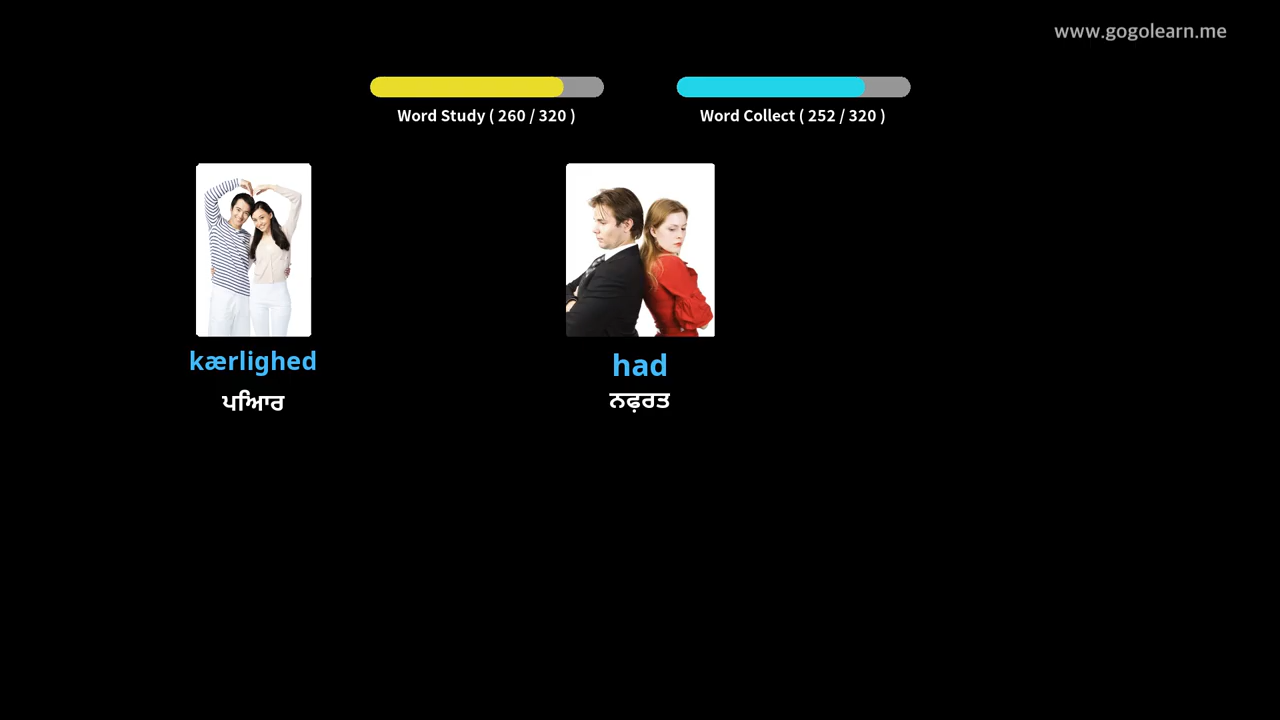 www.gogolearn.me
Word Study ( 260 / 320 )
Word Collect ( 252 / 320 )
kærlighed
ਪਿਆਰ
had
ਨਫ਼ਰਤ